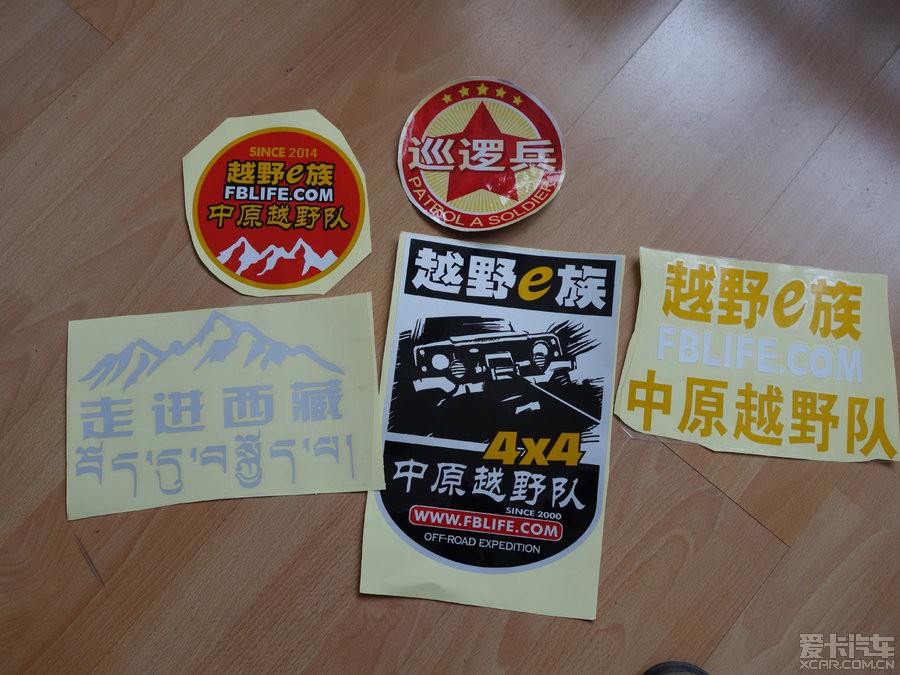 SINCE 2014
越野e族
FBLIFE.COM
中原越野队
巡逻兵
PATROL A SOLDIER
走进西藏
越野e族
4x4
中原越野队
SINCE 2000
WWW.FBLIFE.COM
OFF-ROAD EXPEDITION
越野e族
FBLIFE.COM
中原越野队
爱卡汽车
XCAR.COM.CN